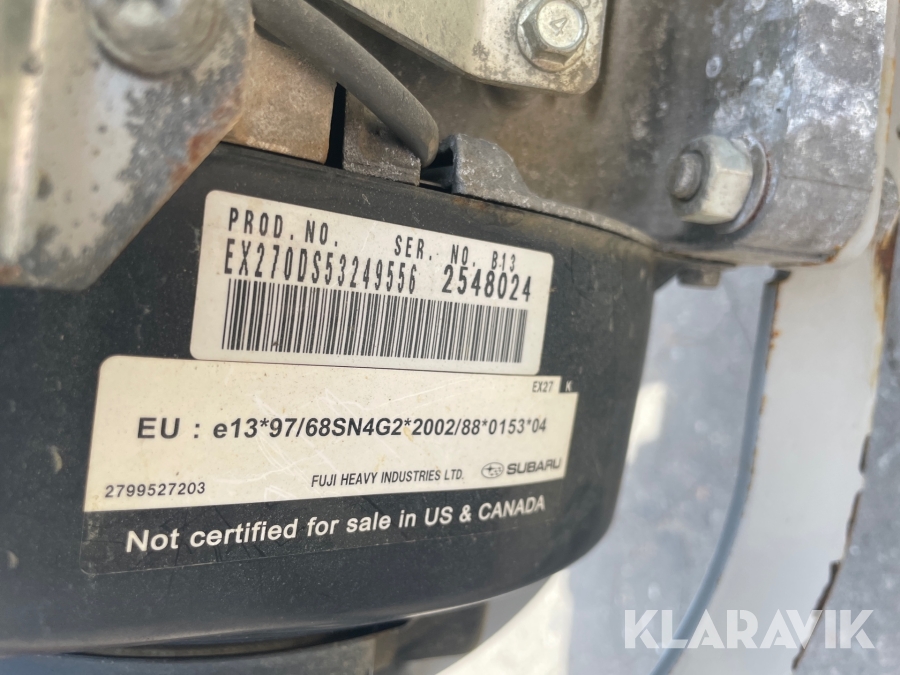 4
PROD. NO. SER. NO. B13
EX270DS53249556 2548024
EX27 K
EU : e13*97/68SN4G2*2002/88*0153*04
2799527203 FUJI HEAVY INDUSTRIES LTD. SUBARU
Not certified for sale in US & CANADA
KLARAVIK